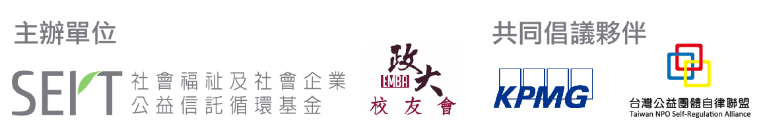 主辦單位
SEIT 社會福祉及社會企業
公益信託循環基金
政大
EMBA
校友會
共同倡議夥伴
KPMG
台灣公益團體自律聯盟
Taiwan NPO Self-Regulation Alliance